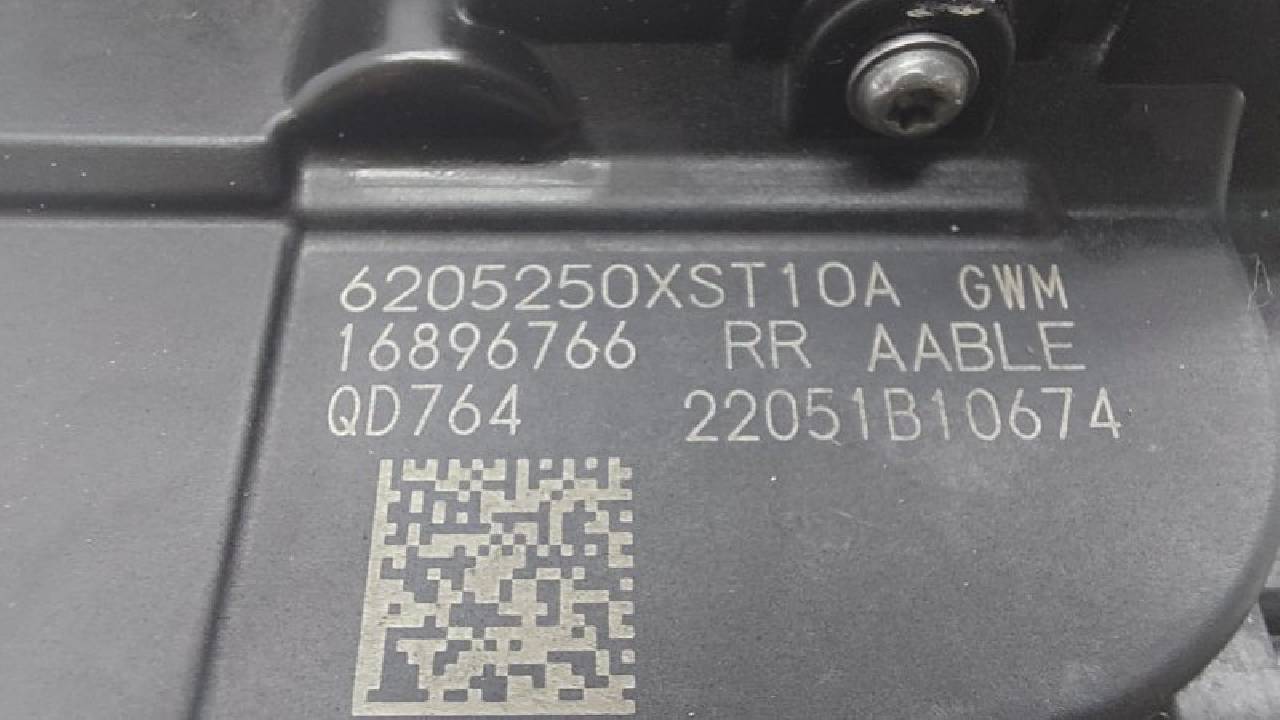 6205250XST10A GWM
16896766 RR AABLE
QD764 22051B10674